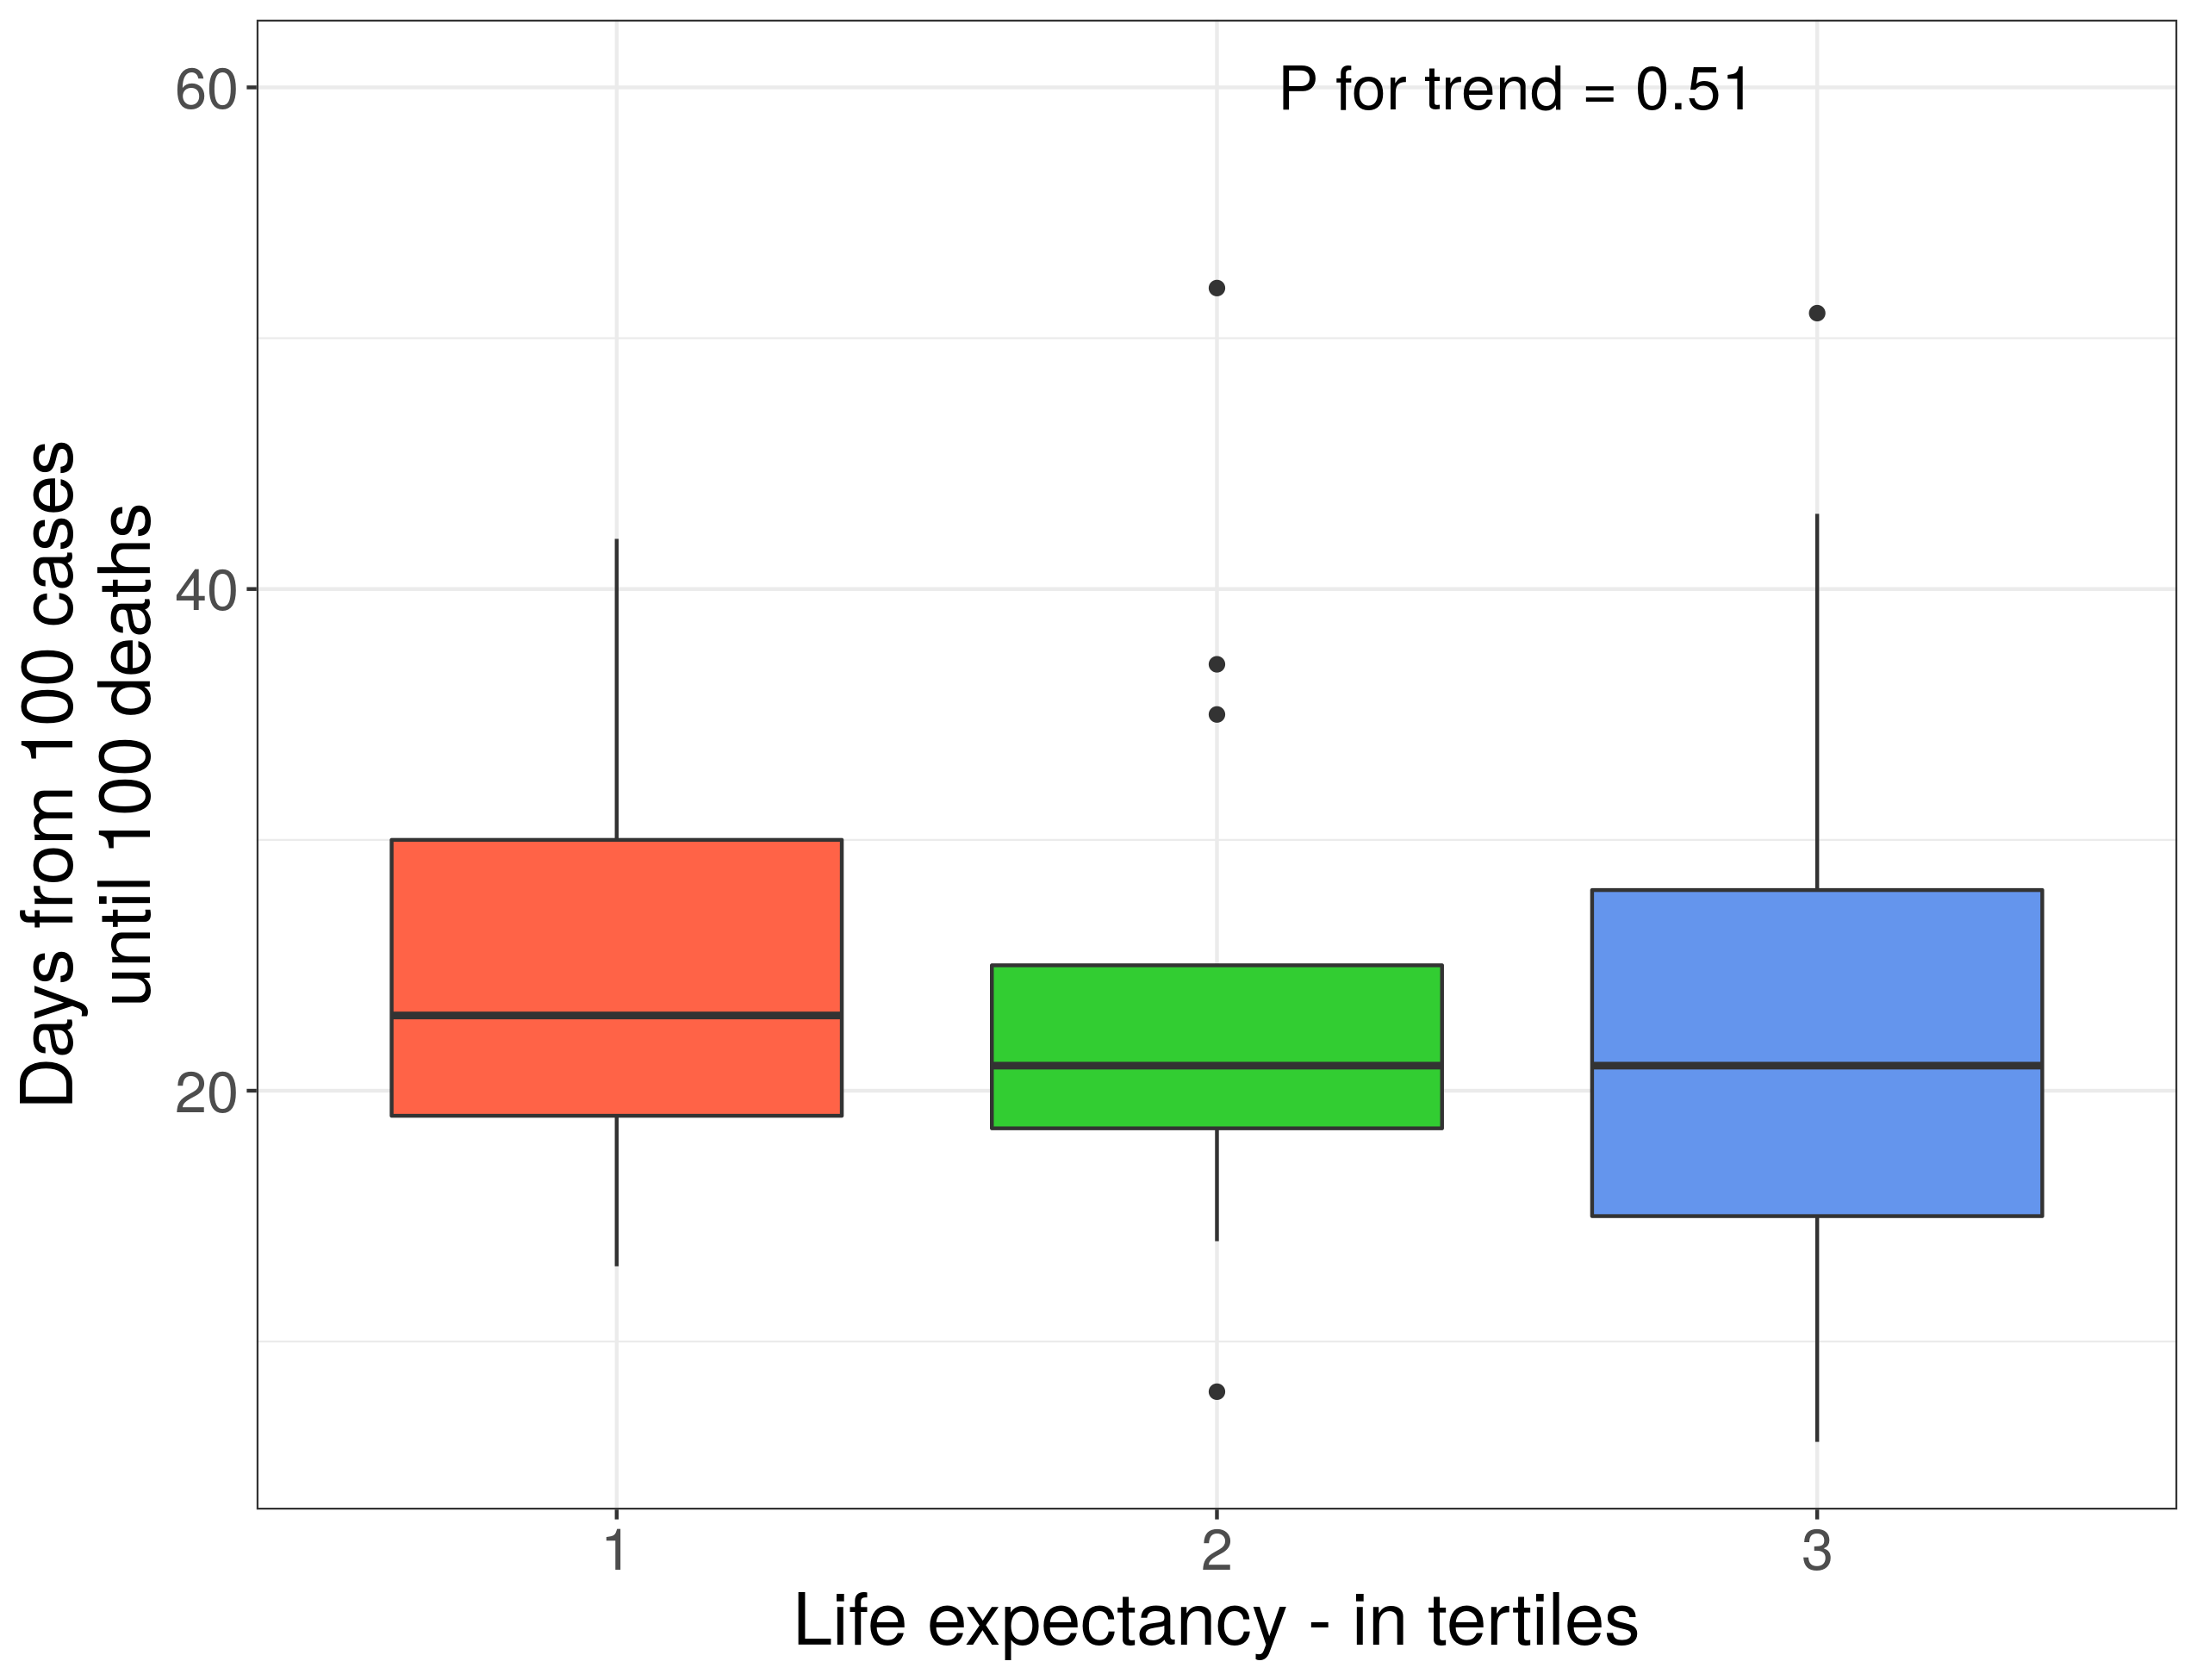 P for trend = 0.51
60
40
20
Days from 100 cases
until 100 deaths
1
2
3
Life expectancy - in tertiles